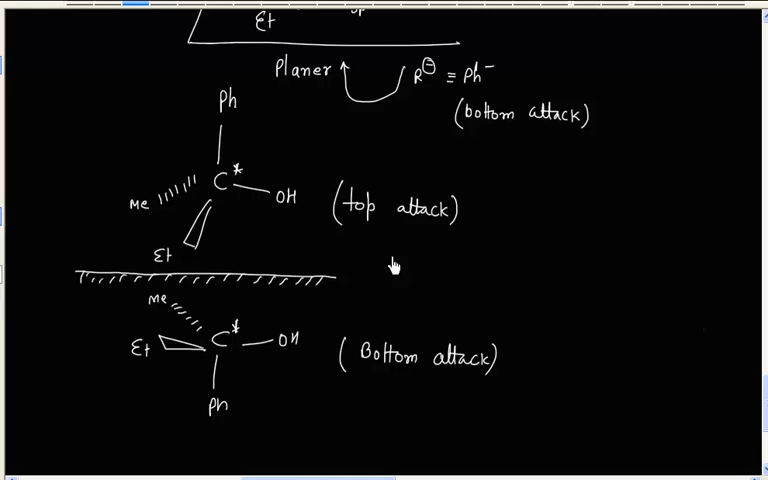 Et
Planer R⊖ ≡ Ph⁻
(bottom attack)
Ph
C*
Me OH (top attack)
Et
Me
Et C* OH (Bottom attack)
Ph